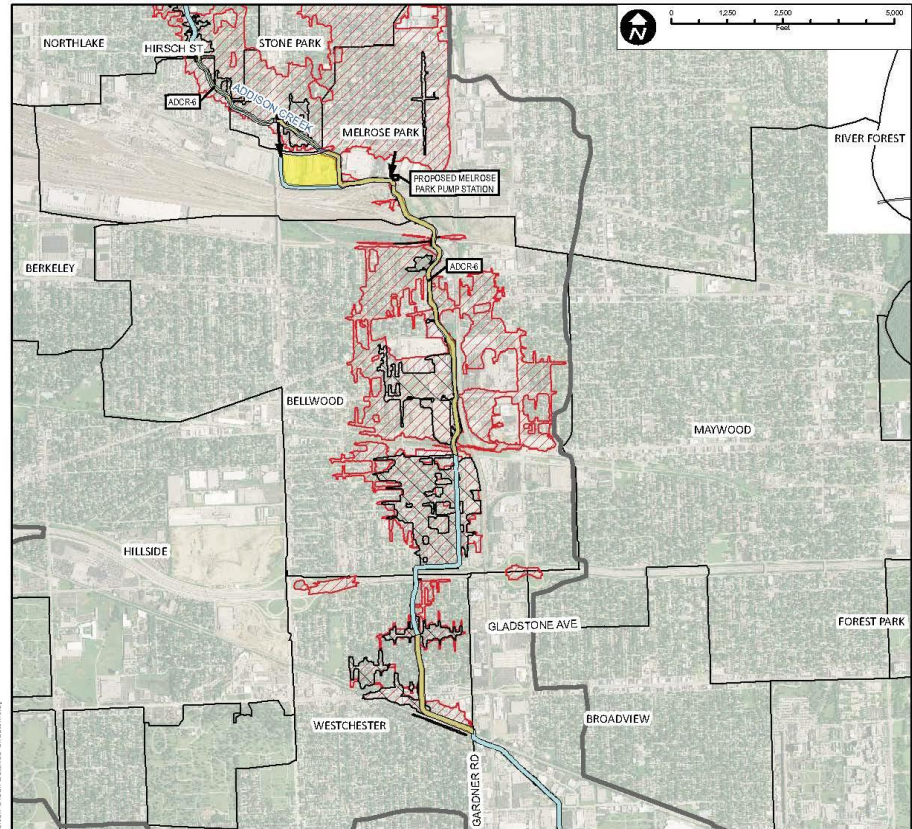 N
0 1,250 2,500 5,000
Feet
NORTHLAKE
HIRSCH ST
STONE PARK
ADCR-6
ADDISON CREEK
MELROSE PARK
RIVER FOREST
PROPOSED MELROSE
PARK PUMP STATION
BERKELEY
ADCR-6
BELLWOOD
MAYWOOD
HILLSIDE
GLADSTONE AVE
FOREST PARK
WESTCHESTER
BROADVIEW
GARDNER RD